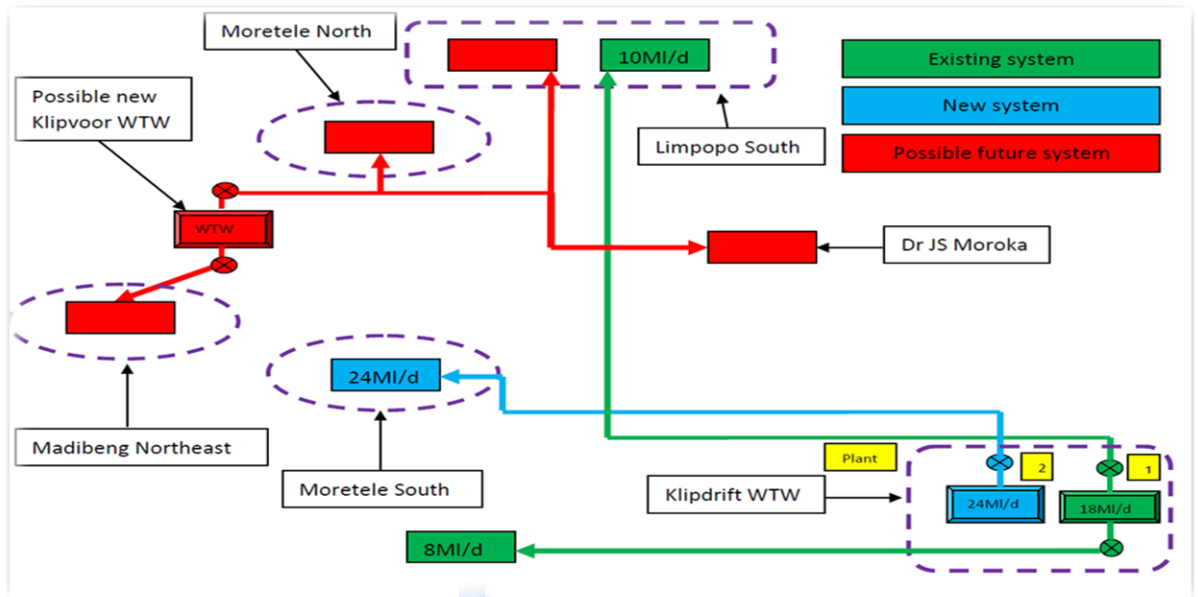 Moretele North
10Ml/d
Existing system
New system
Possible future system
Possible new
Klipvoor WTW
Limpopo South
WTW
Dr JS Moroka
24Ml/d
Madibeng Northeast
Moretele South
Plant
2
1
Klipdrift WTW
24Ml/d
18Ml/d
8Ml/d